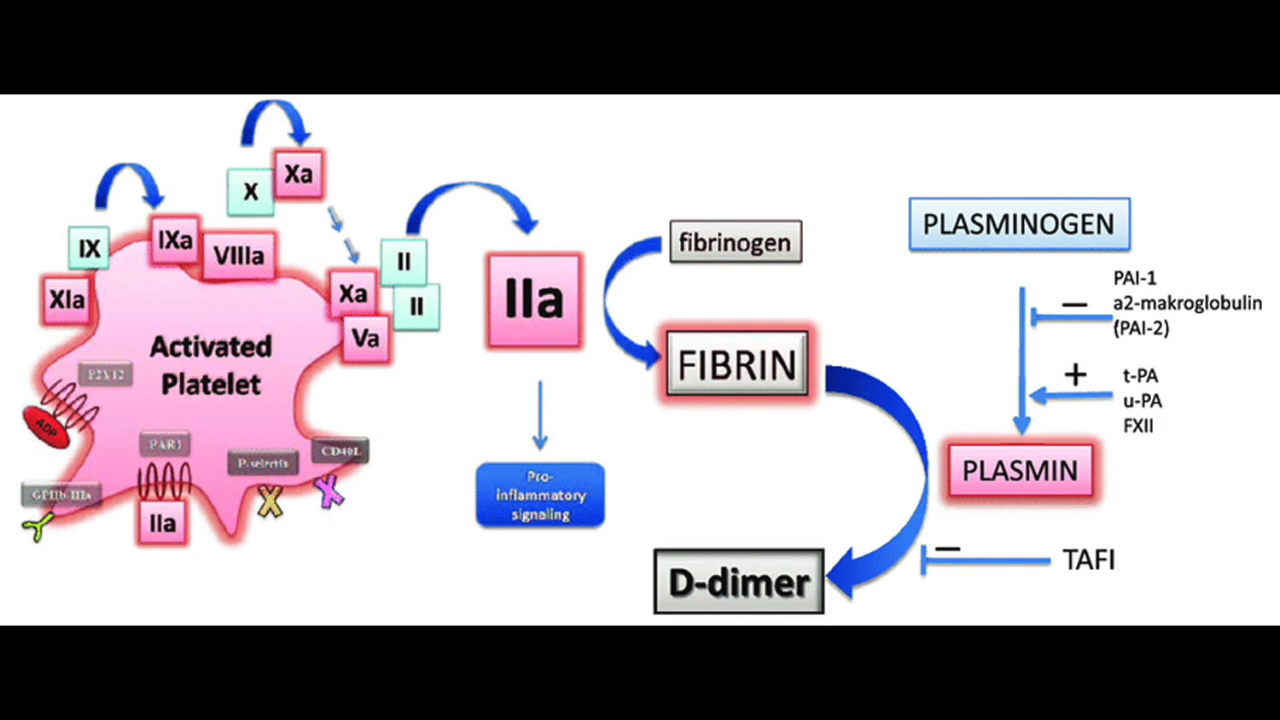 X
Xa
IX
IXa
VIIIa
XIa
Xa
II
II
Va
Activated
Platelet
P2Y12
ADP
PAR1
P-selectin
CD40L
GPIIb-IIIa
IIa
IIa
Pro-
inflammatory
signaling
fibrinogen
FIBRIN
D-dimer
PLASMINOGEN
PAI-1
a2-makroglobulin
(PAI-2)
+
t-PA
u-PA
FXII
PLASMIN
TAFI